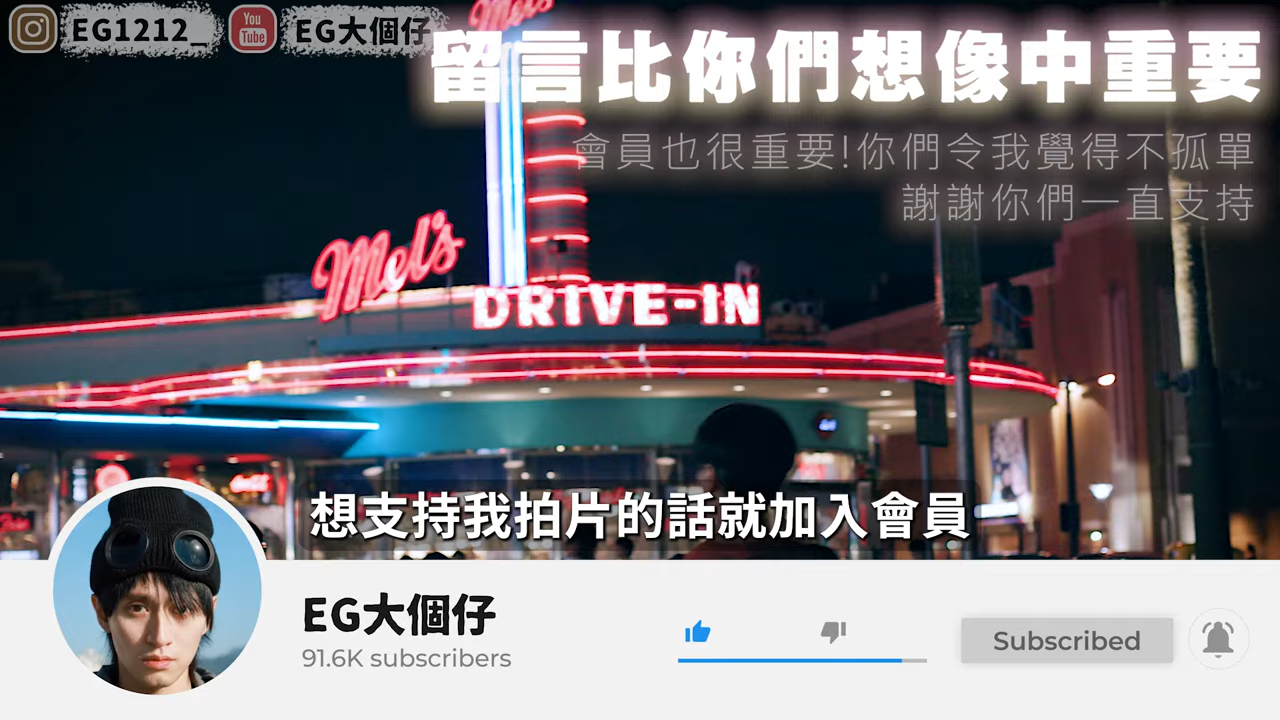 EG1212_
You
Tube
EG大個仔
Mel's
留言比你們想像中重要
會員也很重要!你們令我覺得不孤單
謝謝你們一直支持
Mel's
DRIVE-IN
想支持我拍片的話就加入會員
EG大個仔
91.6K subscribers
Subscribed